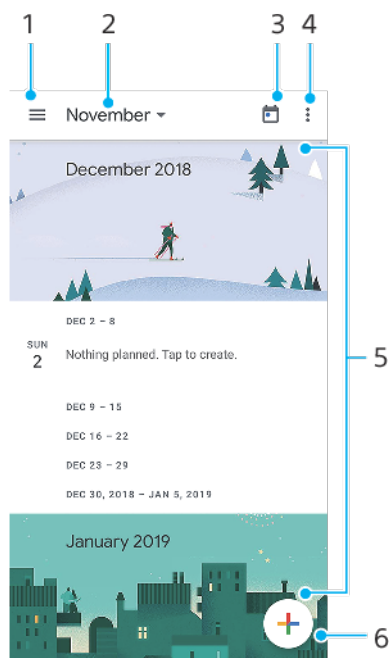 1 2 3 4
November
December 2018
DEC 2 – 8
SUN
2 Nothing planned. Tap to create.
DEC 9 – 15
DEC 16 – 22
DEC 23 – 29
DEC 30, 2018 – JAN 5, 2019
January 2019
5
6